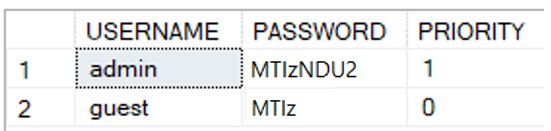 USERNAME PASSWORD PRIORITY
1 admin MTIzNDU2 1
2 guest MTIz 0